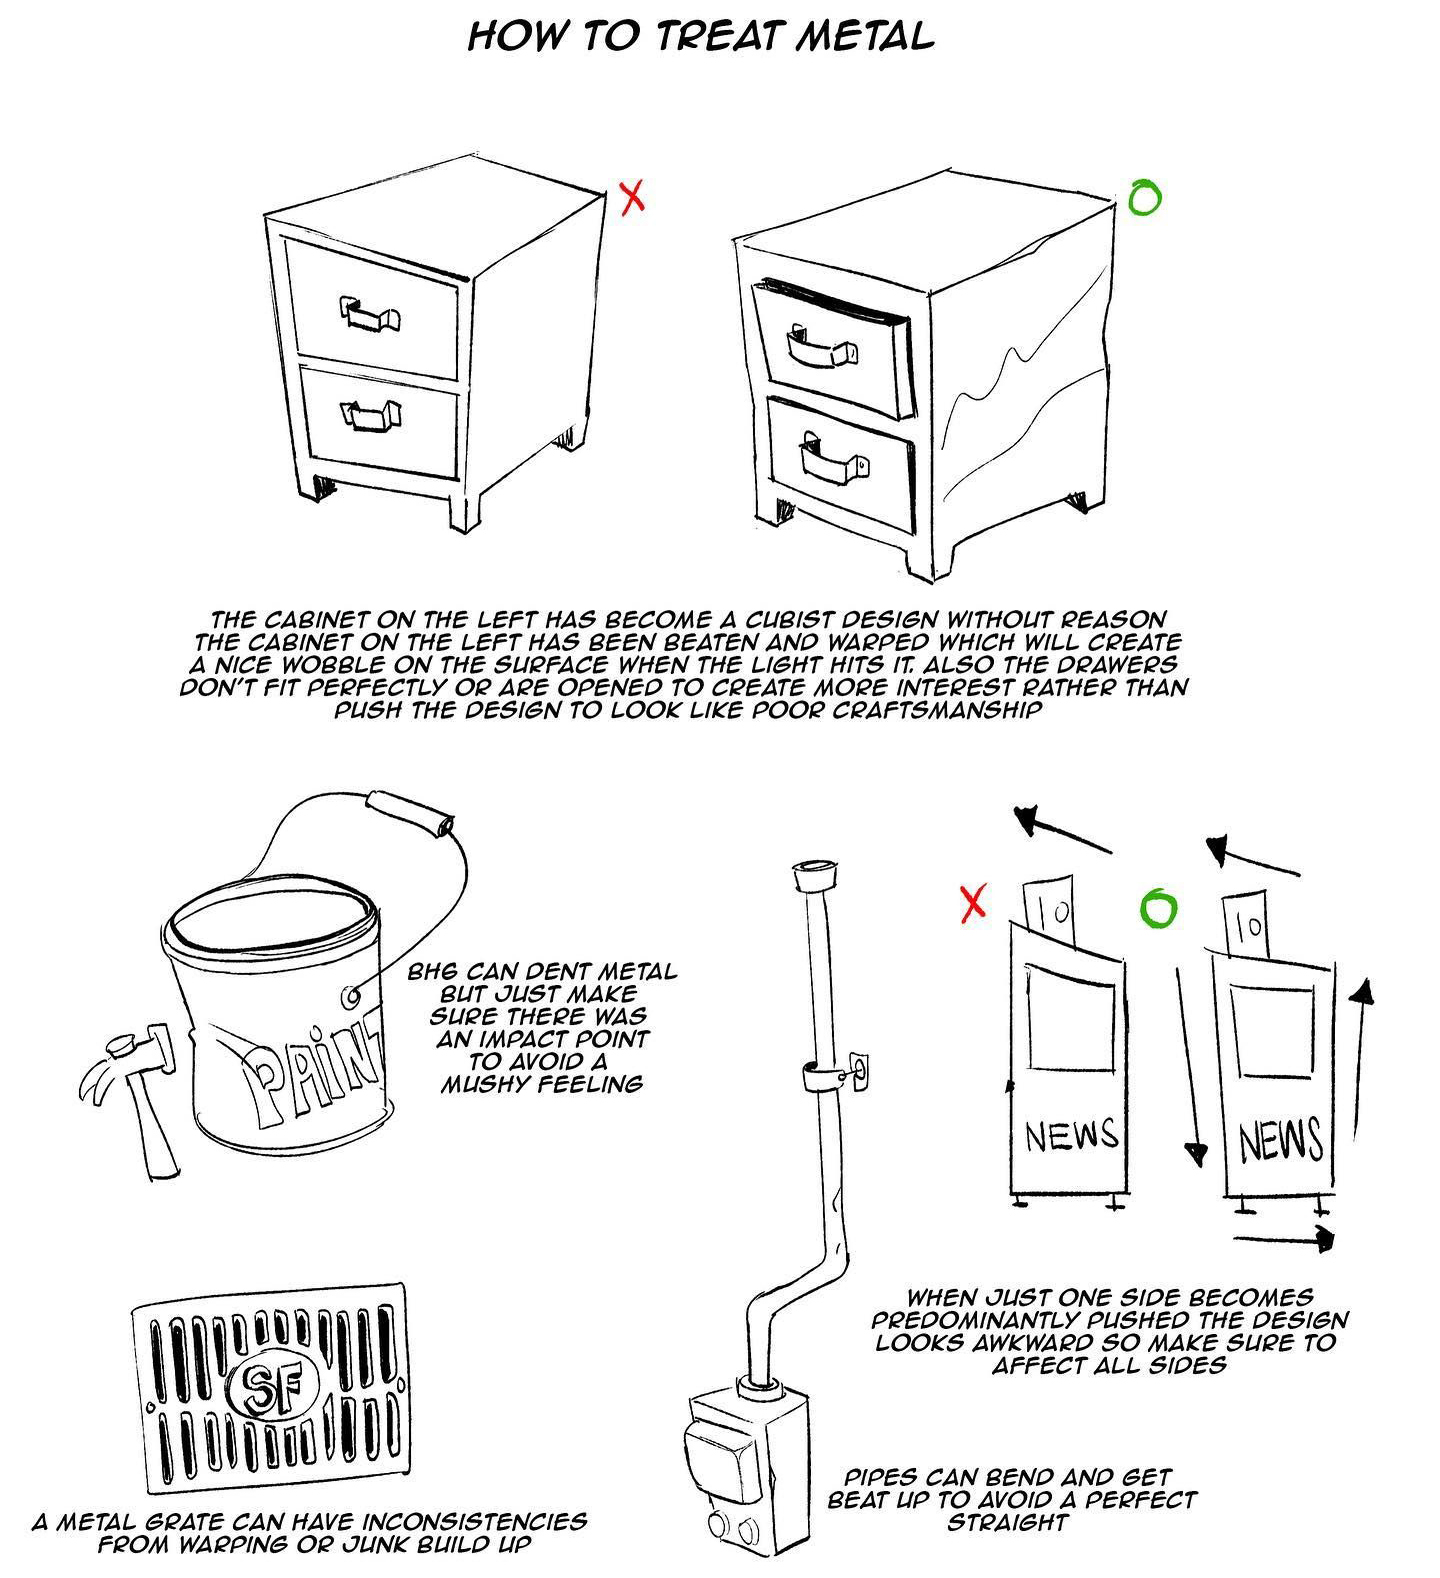 HOW TO TREAT METAL
X
O
THE CABINET ON THE LEFT HAS BECOME A CUBIST DESIGN WITHOUT REASON
THE CABINET ON THE LEFT HAS BEEN BEATEN AND WARPED WHICH WILL CREATE
A NICE WOBBLE ON THE SURFACE WHEN THE LIGHT HITS IT. ALSO THE DRAWERS
DON'T FIT PERFECTLY OR ARE OPENED TO CREATE MORE INTEREST RATHER THAN
PUSH THE DESIGN TO LOOK LIKE POOR CRAFTSMANSHIP
PAINT
BH6 CAN DENT METAL
BUT JUST MAKE
SURE THERE WAS
AN IMPACT POINT
TO AVOID A
MUSHY FEELING
X
10
NEWS
O
10
NEWS
WHEN JUST ONE SIDE BECOMES
PREDOMINANTLY PUSHED THE DESIGN
LOOKS AWKWARD SO MAKE SURE TO
AFFECT ALL SIDES
SF
A METAL GRATE CAN HAVE INCONSISTENCIES
FROM WARPING OR JUNK BUILD UP
PIPES CAN BEND AND GET
BEAT UP TO AVOID A PERFECT
STRAIGHT